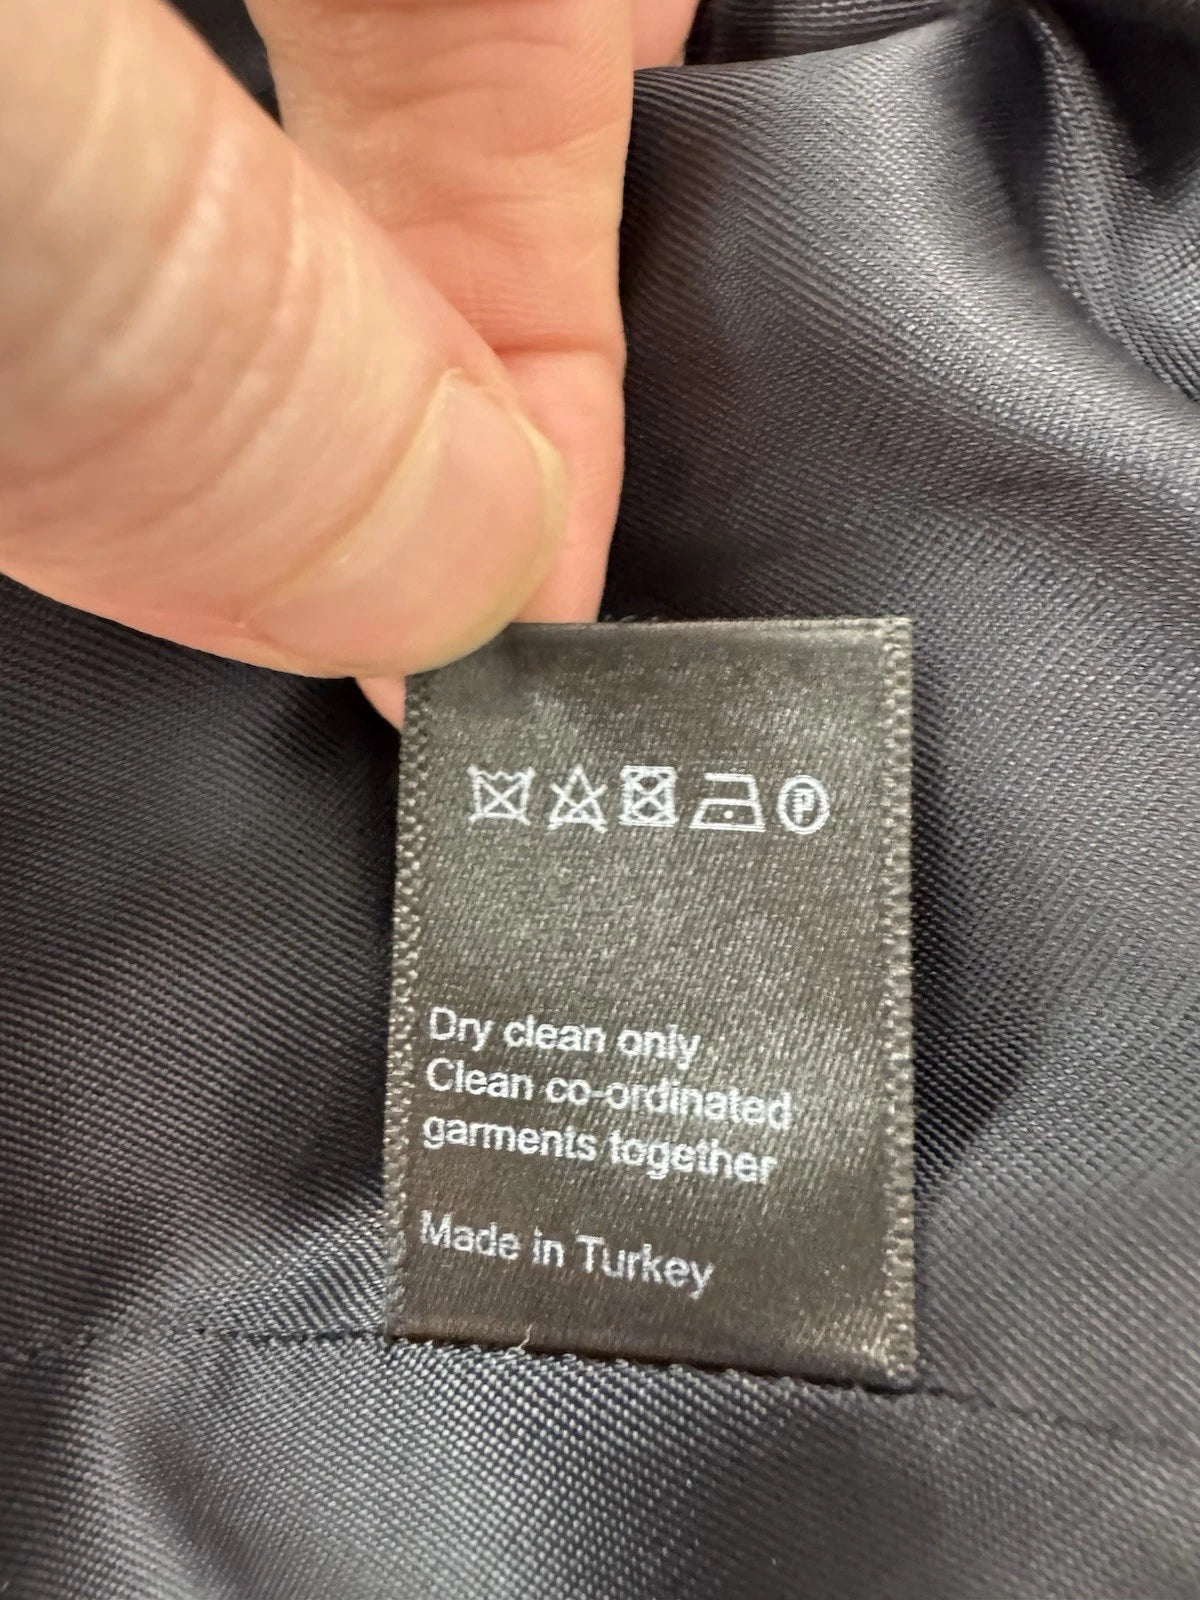 P
Dry clean only
Clean co-ordinated
garments together
Made in Turkey